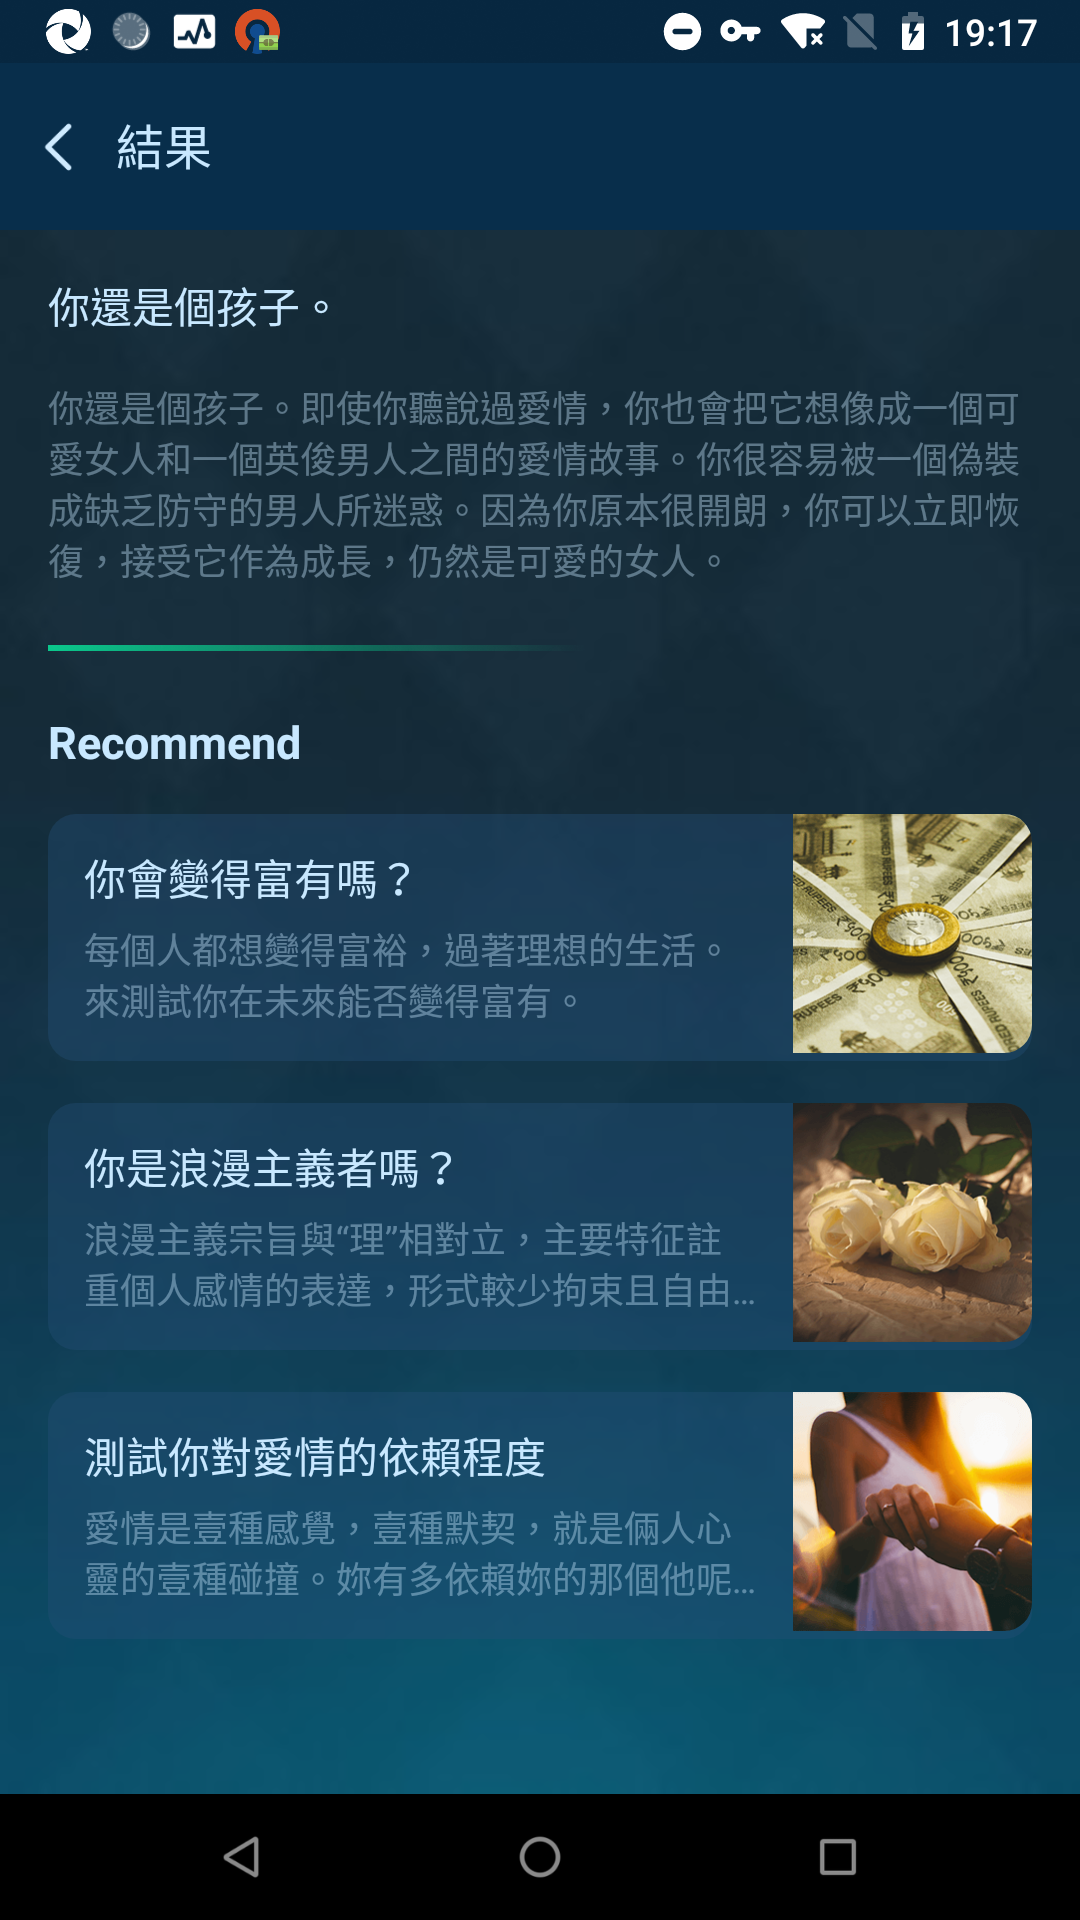 19:17
結果
你還是個孩子。
你還是個孩子。即使你聽說過愛情，你也會把它想像成一個可
愛女人和一個英俊男人之間的愛情故事。你很容易被一個偽裝
成缺乏防守的男人所迷惑。因為你原本很開朗，你可以立即恢
復，接受它作為成長，仍然是可愛的女人。
Recommend
你會變得富有嗎？
每個人都想變得富裕，過著理想的生活。
來測試你在未來能否變得富有。
你是浪漫主義者嗎？
浪漫主義宗旨與“理”相對立，主要特征註
重個人感情的表達，形式較少拘束且自由...
測試你對愛情的依賴程度
愛情是壹種感覺，壹種默契，就是倆人心
靈的壹種碰撞。妳有多依賴妳的那個他呢...